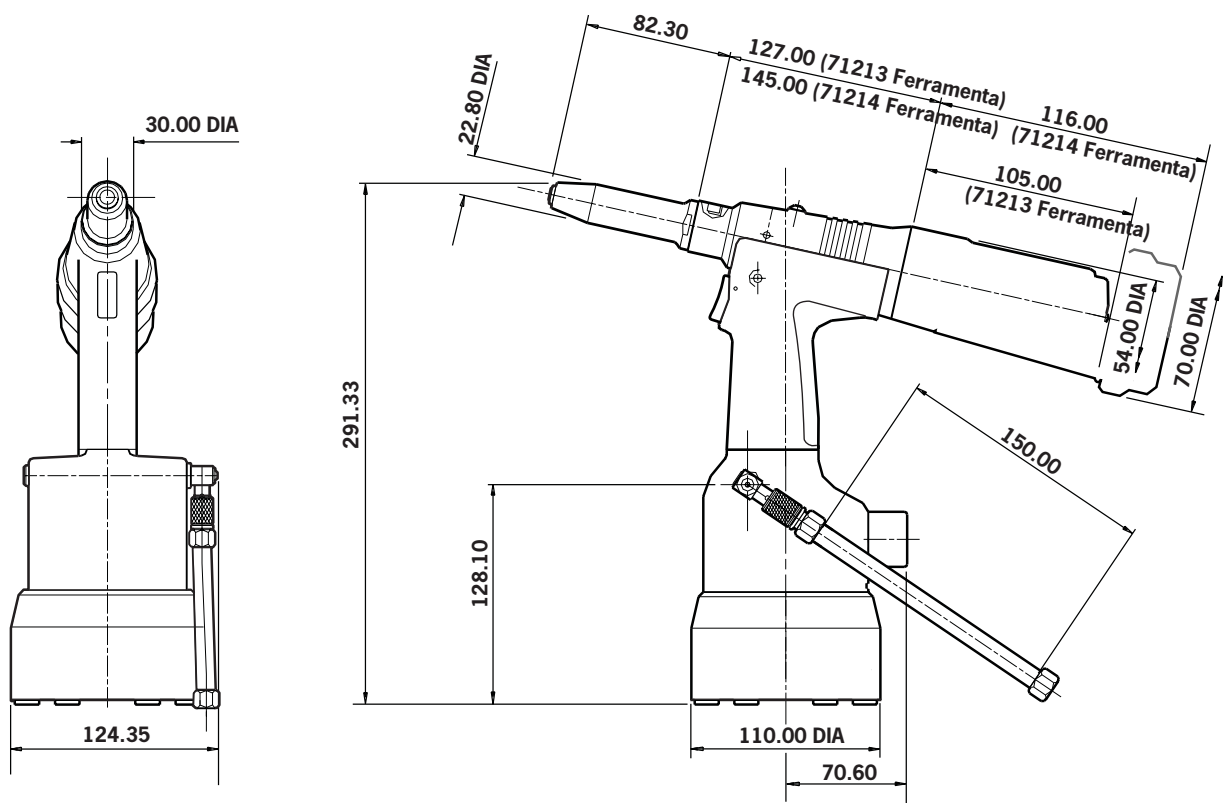 82.30
127.00 (71213 Ferramenta)
145.00 (71214 Ferramenta)
116.00
(71214 Ferramenta)
105.00
(71213 Ferramenta)
22.80 DIA
30.00 DIA
54.00 DIA
70.00 DIA
291.33
150.00
128.10
124.35
110.00 DIA
70.60